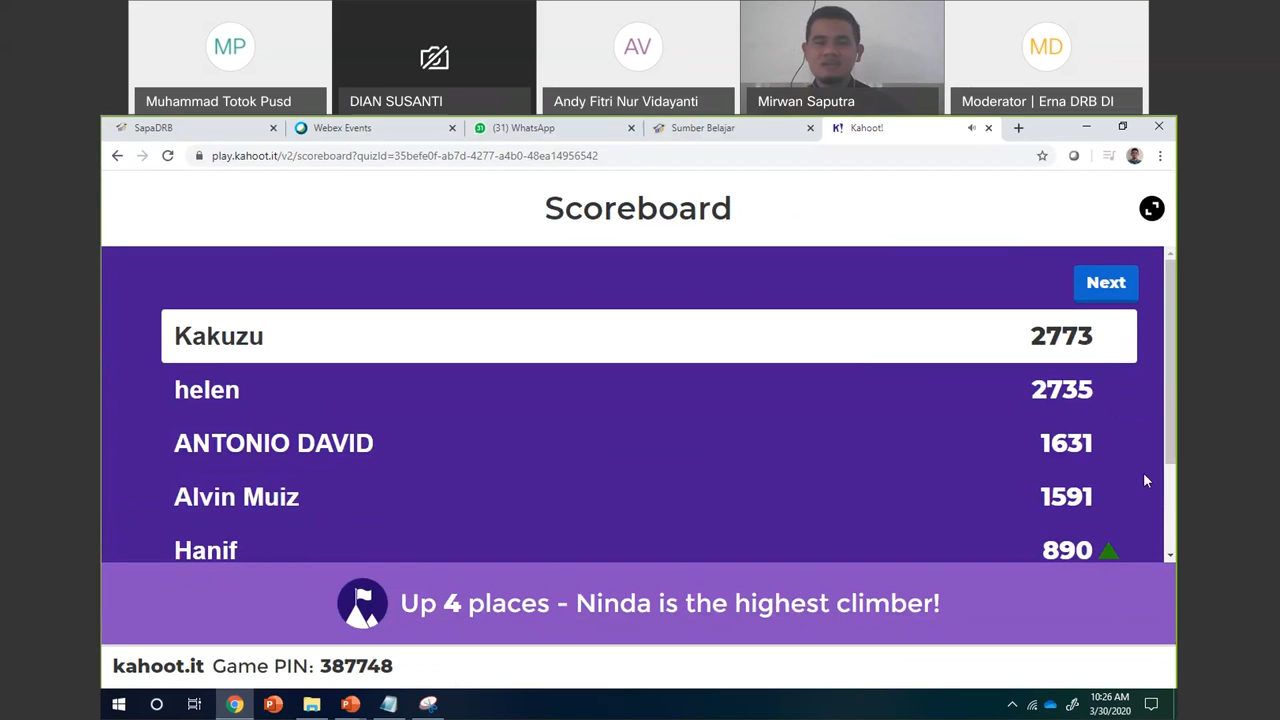 MP
AV
MD
Muhammad Totok Pusd
DIAN SUSANTI
Andy Fitri Nur Vidayanti
Mirwan Saputra
Moderator | Erna DRB DI
SapaDRB
Webex Events
(31) WhatsApp
Sumber Belajar
K! Kahoot!
play.kahoot.it/v2/scoreboard?quizId=35befe0f-ab7d-4277-a4b0-48ea14956542
Scoreboard
Next
Kakuzu 2773
helen 2735
ANTONIO DAVID 1631
Alvin Muiz 1591
Hanif 890
Up 4 places - Ninda is the highest climber!
kahoot.it Game PIN: 387748
10:26 AM
3/30/2020